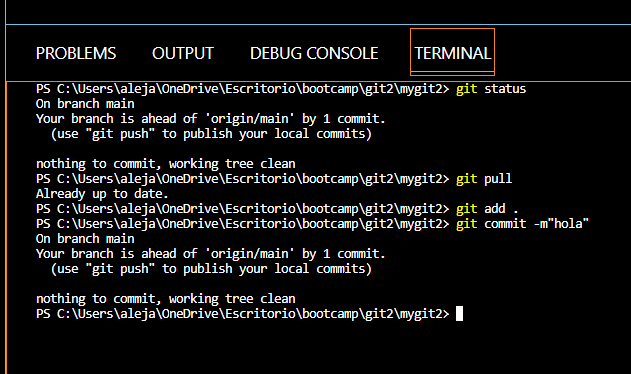 PROBLEMS OUTPUT DEBUG CONSOLE TERMINAL
PS C:\Users\aleja\OneDrive\Escritorio\bootcamp\git2\mygit2> git status
On branch main
Your branch is ahead of 'origin/main' by 1 commit.
  (use "git push" to publish your local commits)

nothing to commit, working tree clean
PS C:\Users\aleja\OneDrive\Escritorio\bootcamp\git2\mygit2> git pull
Already up to date.
PS C:\Users\aleja\OneDrive\Escritorio\bootcamp\git2\mygit2> git add .
PS C:\Users\aleja\OneDrive\Escritorio\bootcamp\git2\mygit2> git commit -m"hola"
On branch main
Your branch is ahead of 'origin/main' by 1 commit.
  (use "git push" to publish your local commits)

nothing to commit, working tree clean
PS C:\Users\aleja\OneDrive\Escritorio\bootcamp\git2\mygit2>